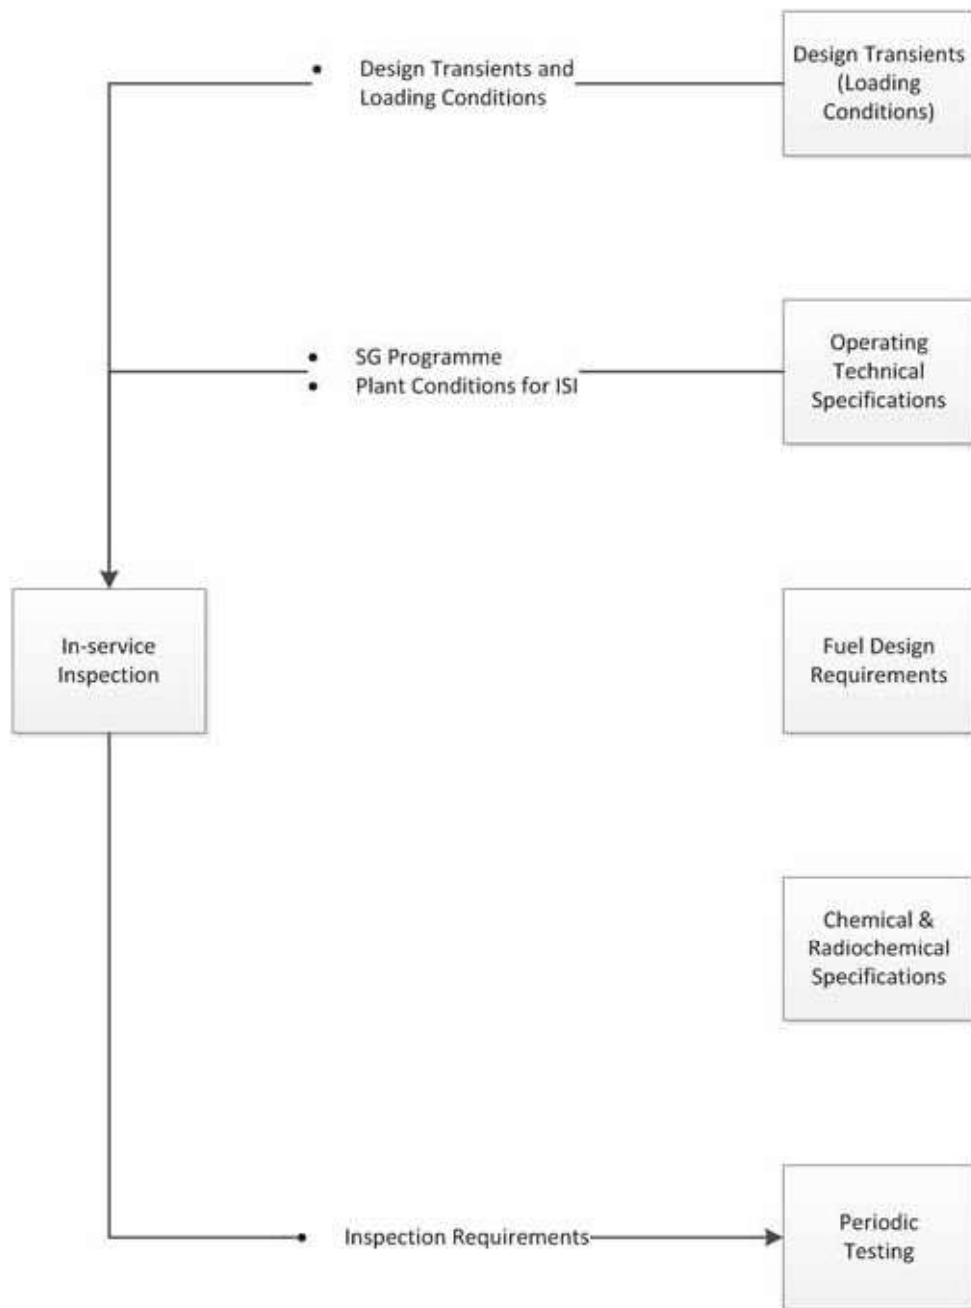 Design Transients
(Loading
Conditions)
• Design Transients and
Loading Conditions
• SG Programme
• Plant Conditions for ISI
Operating
Technical
Specifications
In-service
Inspection
Fuel Design
Requirements
Chemical &
Radiochemical
Specifications
• Inspection Requirements
Periodic
Testing